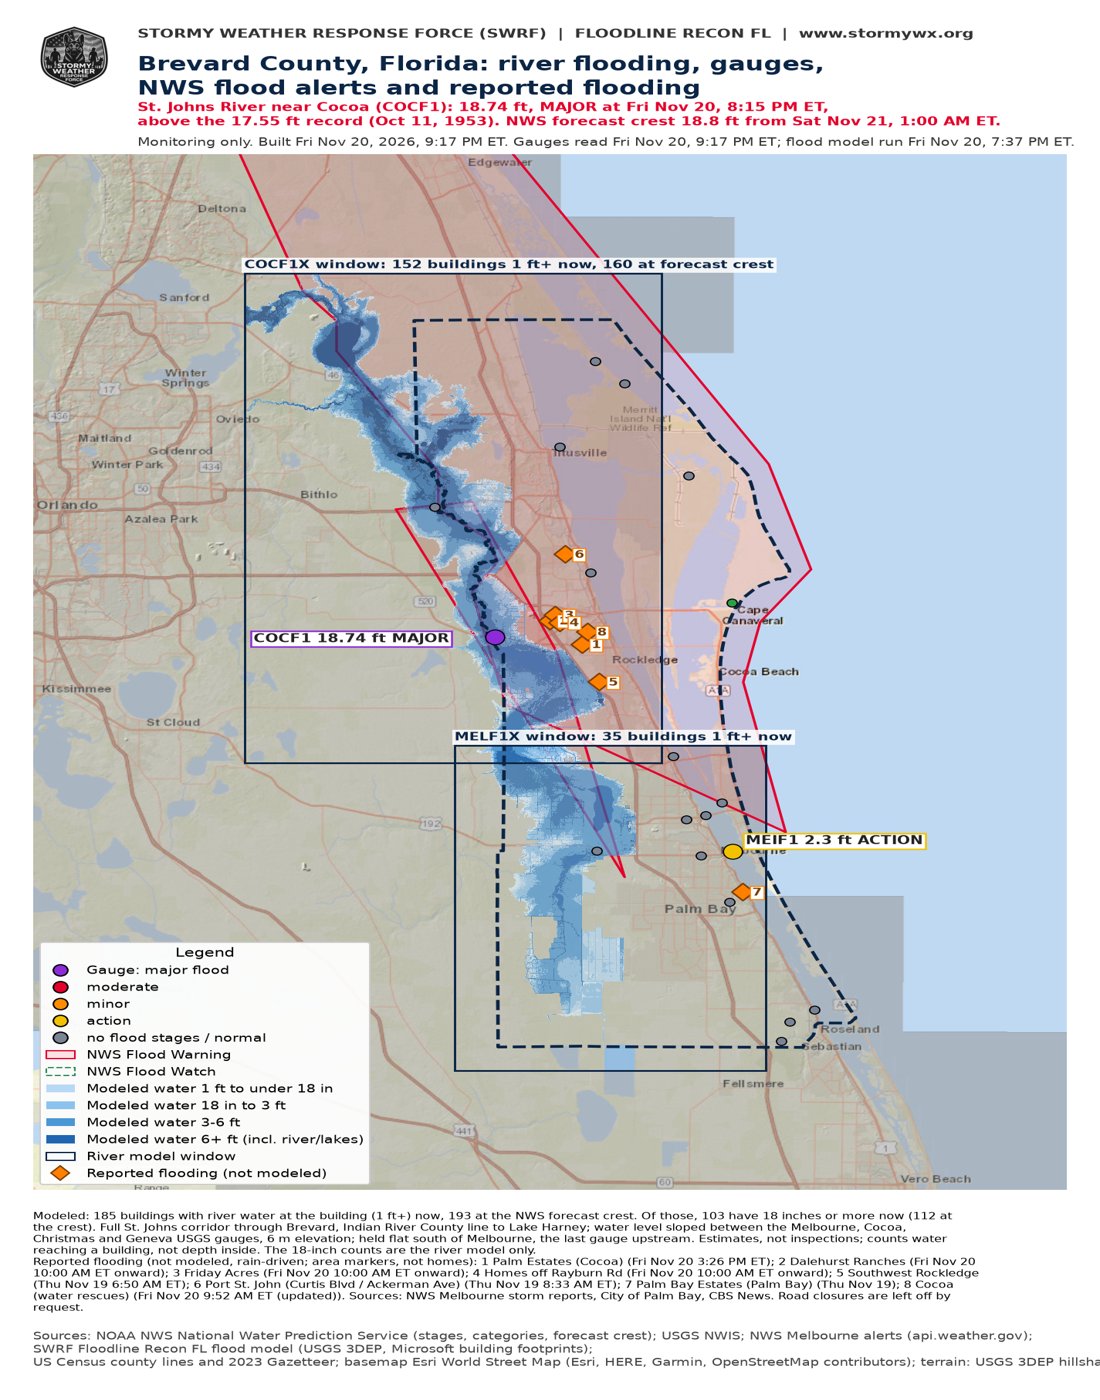 STORMY WEATHER RESPONSE FORCE (SWRF) | FLOODLINE RECON FL | www.stormywx.org
STORMY
WEATHER
RESPONSE
FORCE
Brevard County, Florida: river flooding, gauges,
NWS flood alerts and reported flooding
St. Johns River near Cocoa (COCF1): 18.74 ft, MAJOR at Fri Nov 20, 8:15 PM ET,
above the 17.55 ft record (Oct 11, 1953). NWS forecast crest 18.8 ft from Sat Nov 21, 1:00 AM ET.
Monitoring only. Built Fri Nov 20, 2026, 9:17 PM ET. Gauges read Fri Nov 20, 9:17 PM ET; flood model run Fri Nov 20, 7:37 PM ET.
Edgewater
Deltona
COCF1X window: 152 buildings 1 ft+ now, 160 at forecast crest
Sanford
Winter
Springs
46
17
436
Oviedo
Merritt
Island Nat'l
Wildlife Ref
Maitland
Goldenrod
Titusville
Winter Park
434
50
Bithlo
Orlando
Azalea Park
6
520
3
2
4
8
1
Cape
Canaveral
COCF1 18.74 ft MAJOR
Rockledge
Cocoa Beach
5
A1A
Kissimmee
St Cloud
MELF1X window: 35 buildings 1 ft+ now
192
MEIF1 2.3 ft ACTION
7
Palm Bay
A1A
Roseland
Sebastian
Fellsmere
441
1
60
Vero Beach
Range
Legend
Gauge: major flood
moderate
minor
action
no flood stages / normal
NWS Flood Warning
NWS Flood Watch
Modeled water 1 ft to under 18 in
Modeled water 18 in to 3 ft
Modeled water 3-6 ft
Modeled water 6+ ft (incl. river/lakes)
River model window
Reported flooding (not modeled)
Modeled: 185 buildings with river water at the building (1 ft+) now, 193 at the NWS forecast crest. Of those, 103 have 18 inches or more now (112 at
the crest). Full St. Johns corridor through Brevard, Indian River County line to Lake Harney; water level sloped between the Melbourne, Cocoa,
Christmas and Geneva USGS gauges, 6 m elevation; held flat south of Melbourne, the last gauge upstream. Estimates, not inspections; counts water
reaching a building, not depth inside. The 18-inch counts are the river model only.
Reported flooding (not modeled, rain-driven; area markers, not homes): 1 Palm Estates (Cocoa) (Fri Nov 20 3:26 PM ET); 2 Dalehurst Ranches (Fri Nov 20
10:00 AM ET onward); 3 Friday Acres (Fri Nov 20 10:00 AM ET onward); 4 Homes off Rayburn Rd (Fri Nov 20 10:00 AM ET onward); 5 Southwest Rockledge
(Thu Nov 19 6:50 AM ET); 6 Port St. John (Curtis Blvd / Ackerman Ave) (Thu Nov 19 8:33 AM ET); 7 Palm Bay Estates (Palm Bay) (Thu Nov 19); 8 Cocoa
(water rescues) (Fri Nov 20 9:52 AM ET (updated)). Sources: NWS Melbourne storm reports, City of Palm Bay, CBS News. Road closures are left off by
request.
Sources: NOAA NWS National Water Prediction Service (stages, categories, forecast crest); USGS NWIS; NWS Melbourne alerts (api.weather.gov);
SWRF Floodline Recon FL flood model (USGS 3DEP, Microsoft building footprints);
US Census county lines and 2023 Gazetteer; basemap Esri World Street Map (Esri, HERE, Garmin, OpenStreetMap contributors); terrain: USGS 3DEP hillsha